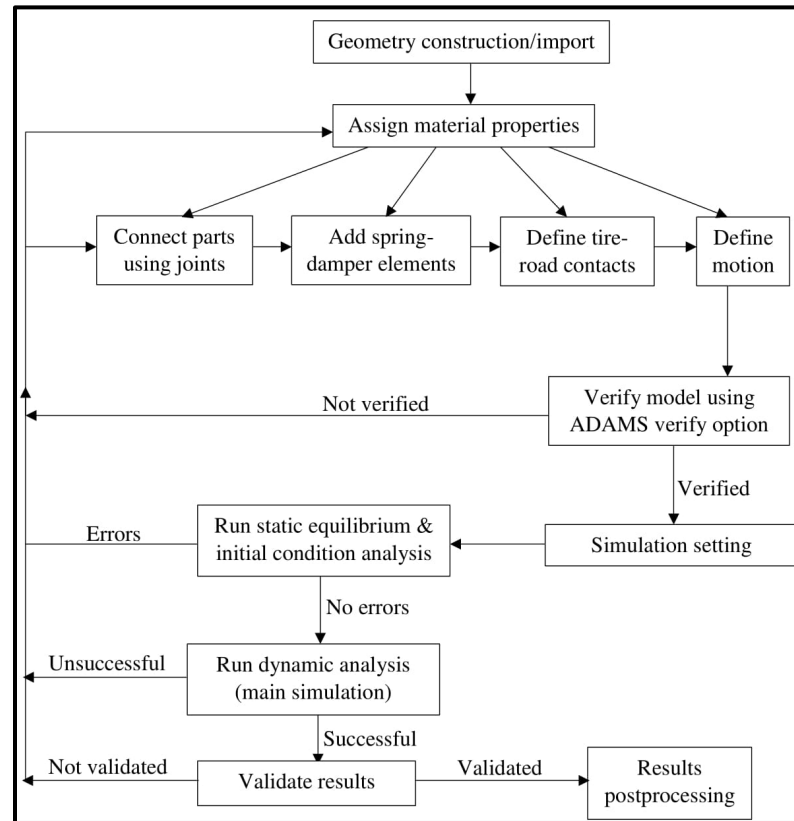 Geometry construction/import
Assign material properties
Connect parts
using joints
Add spring-
damper elements
Define tire-
road contacts
Define
motion
Not verified
Verify model using
ADAMS verify option
Verified
Errors
Run static equilibrium &
initial condition analysis
Simulation setting
No errors
Unsuccessful
Run dynamic analysis
(main simulation)
Successful
Not validated
Validate results
Validated
Results
postprocessing